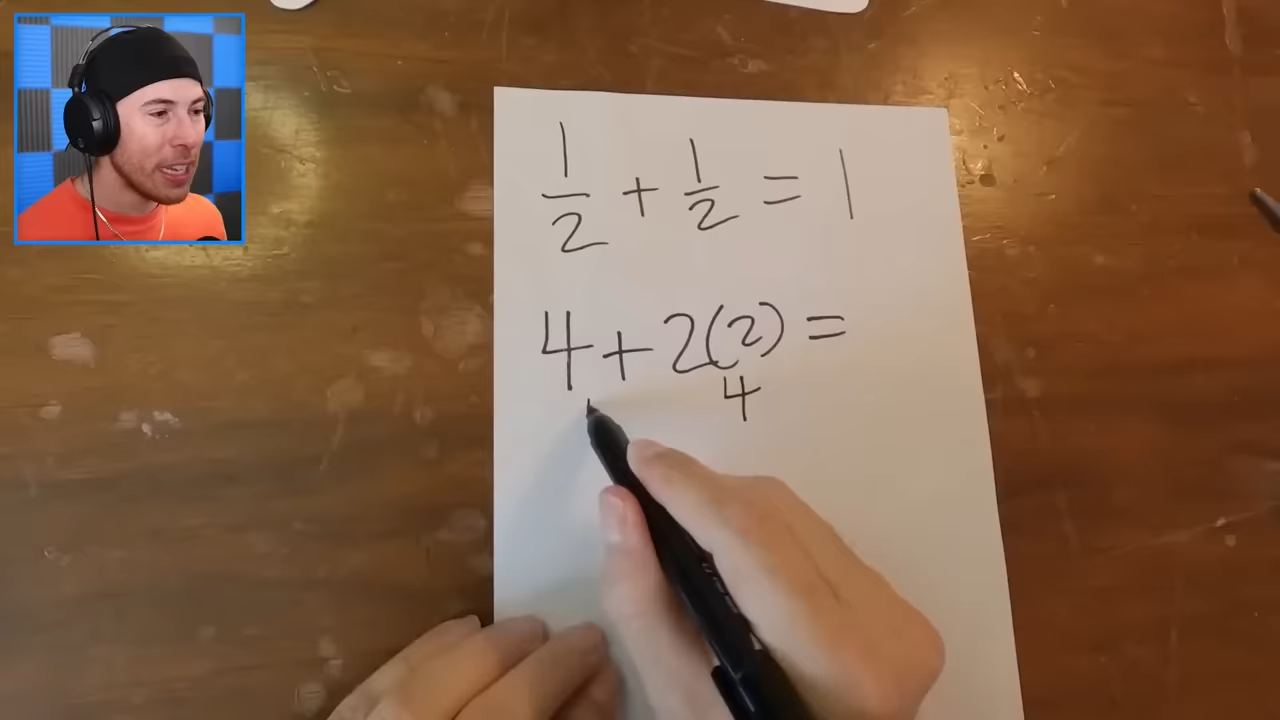 1/2 + 1/2 = 1
4 + 2(2) =
4